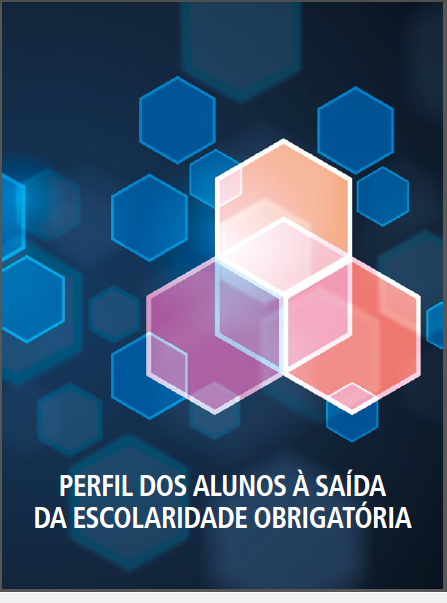 PERFIL DOS ALUNOS À SAÍDA
DA ESCOLARIDADE OBRIGATÓRIA